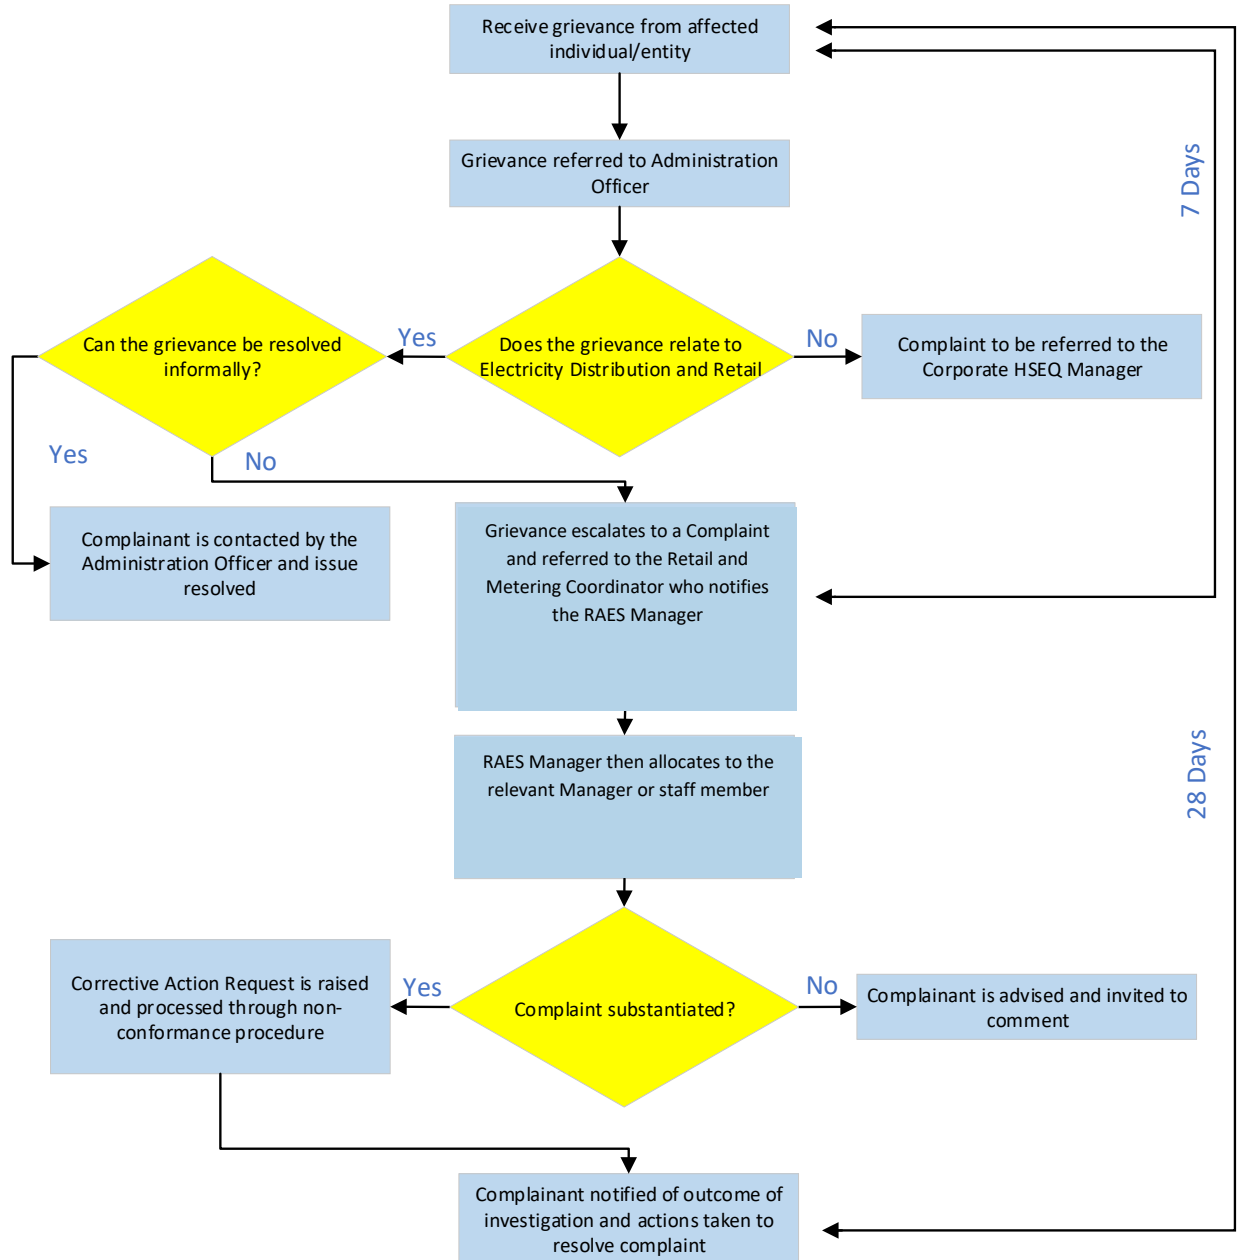 Receive grievance from affected
individual/entity
Grievance referred to Administration
Officer
7 Days
Can the grievance be resolved
informally?
Yes
Does the grievance relate to
Electricity Distribution and Retail
No
Complaint to be referred to the
Corporate HSEQ Manager
Yes
No
Complainant is contacted by the
Administration Officer and issue
resolved
Grievance escalates to a Complaint
and referred to the Retail and
Metering Coordinator who notifies
the RAES Manager
RAES Manager then allocates to the
relevant Manager or staff member
28 Days
Corrective Action Request is raised
and processed through non-
conformance procedure
Yes
Complaint substantiated?
No
Complainant is advised and invited to
comment
Complainant notified of outcome of
investigation and actions taken to
resolve complaint